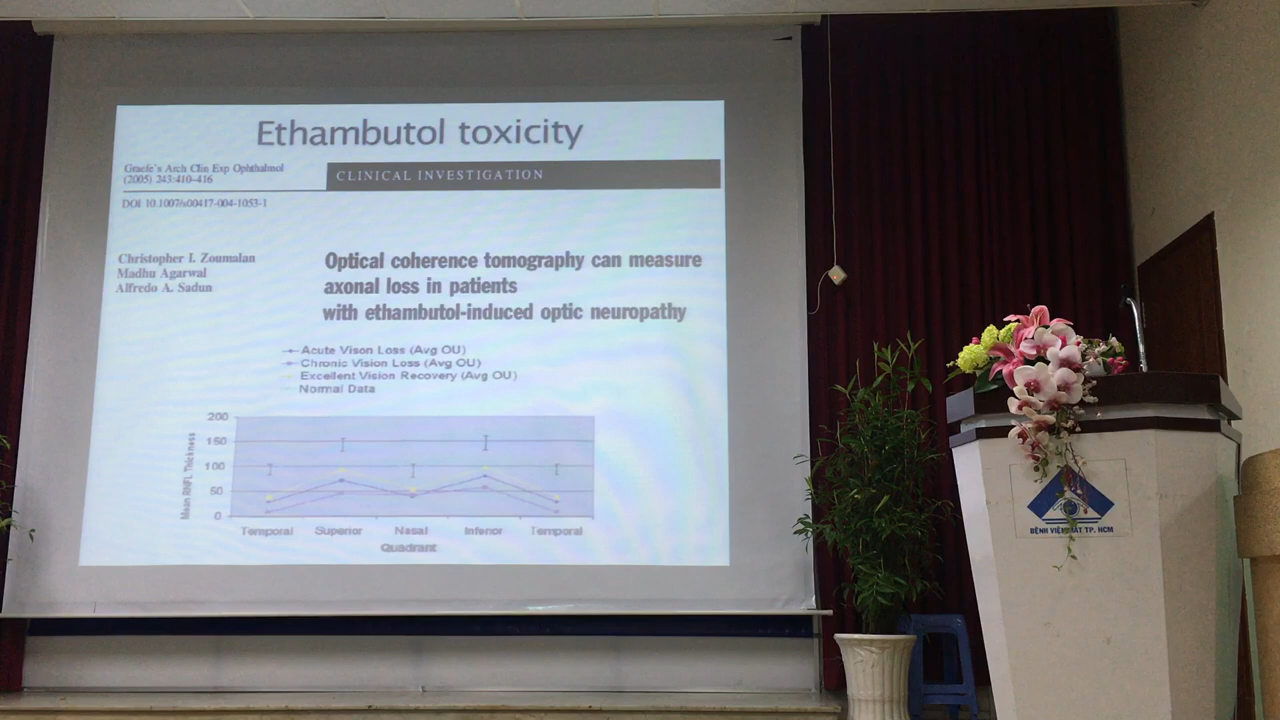 Ethambutol toxicity
Graefe's Arch Clin Exp Ophthalmol
(2005) 243:410–416
CLINICAL INVESTIGATION
DOI 10.1007/s00417-004-1053-1
Christopher I. Zoumalan
Madhu Agarwal
Alfredo A. Sadun
Optical coherence tomography can measure
axonal loss in patients
with ethambutol-induced optic neuropathy
Acute Vison Loss (Avg OU)
Chronic Vision Loss (Avg OU)
Excellent Vision Recovery (Avg OU)
Normal Data
Mean RNFL Thickness
200
150
100
50
0
Temporal Superior Nasal Inferior Temporal
Quadrant
BỆNH VIỆN MẮT TP. HCM